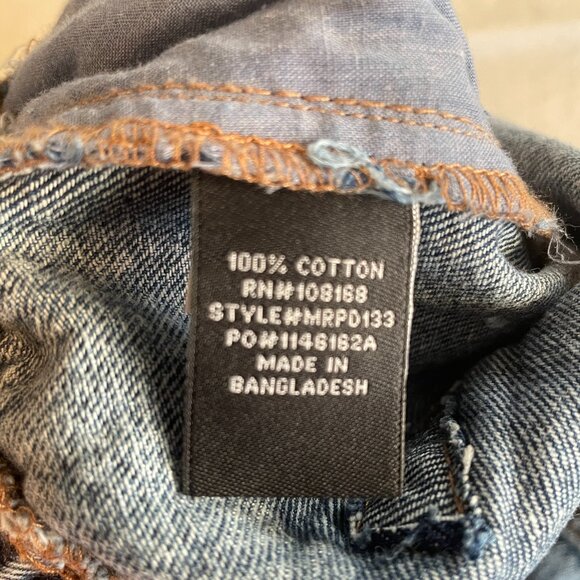 100% COTTON
RN#108168
STYLE#MRPD133
PO#1146162A
MADE IN
BANGLADESH